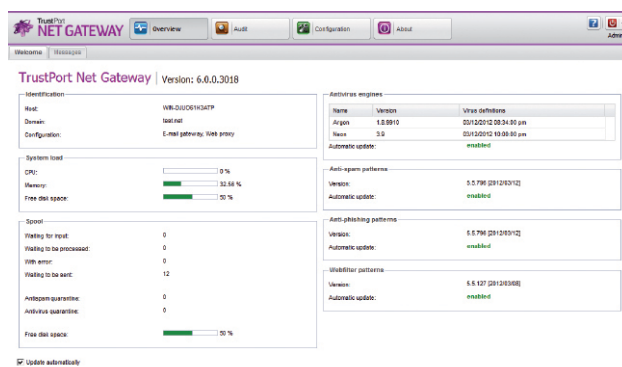 TrustPort
NET GATEWAY
Overview
Audit
Configuration
About
?
Admin
Welcome
Messages
TrustPort Net Gateway | Version: 6.0.0.3018
Identification
Host:
Domain: test.net
Configuration: E-mail gateway, Web proxy
System load
CPU: 0 %
Memory: 32.58 %
Free disk space: 50 %
Spool
Waiting for input: 0
Waiting to be processed: 0
With error: 0
Waiting to be sent: 12
Antispam quarantine: 0
Antivirus quarantine: 0
Free disk space: 50 %
Update automatically
Antivirus engines
Name Version Virus definitions
Argon 1.8.9910 03/12/2012 08:34:00 pm
Neon 3.9 03/12/2012 10:09:00 pm
Automatic update: enabled
Anti-spam patterns
Version: 5.5.796 [2012/03/12]
Automatic update: enabled
Anti-phishing patterns
Version: 5.5.796 [2012/03/12]
Automatic update: enabled
Webfilter patterns
Version: 5.5.127 [2012/03/08]
Automatic update: enabled